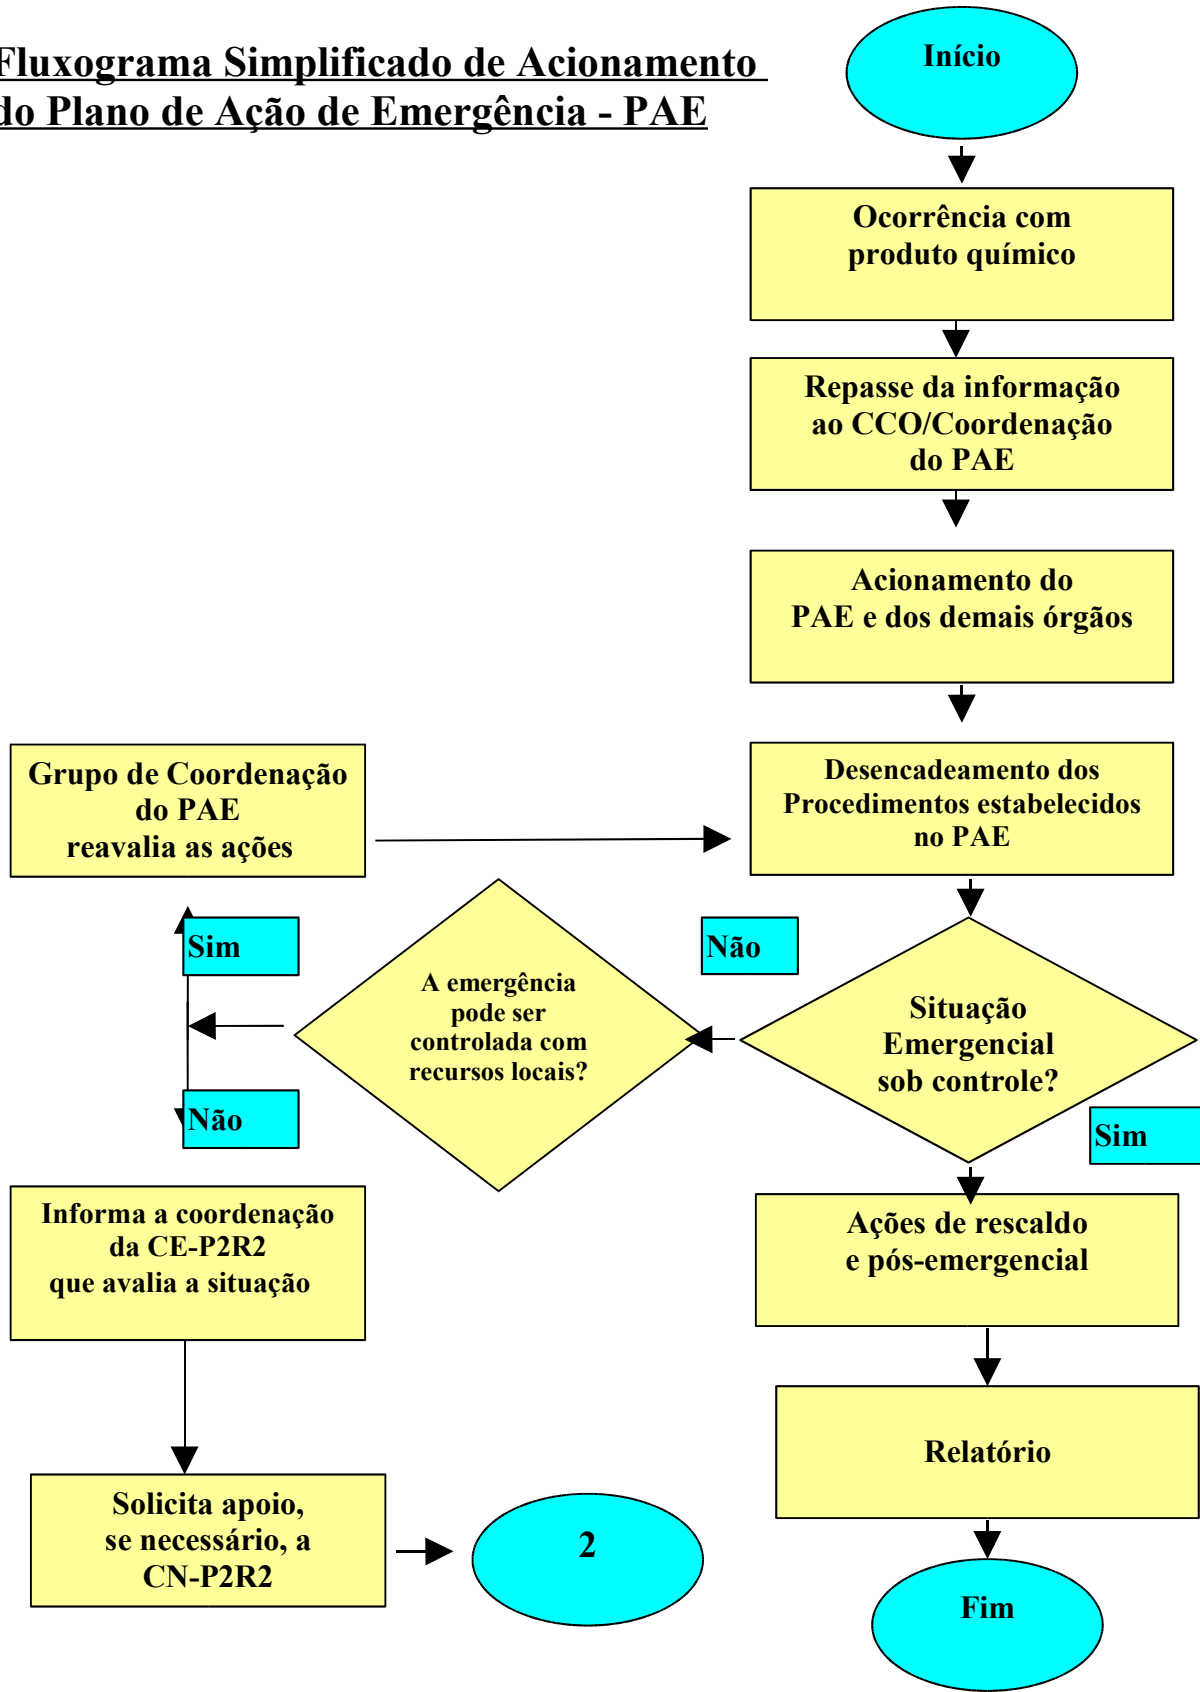 Fluxograma Simplificado de Acionamento
do Plano de Ação de Emergência - PAE
Início
Ocorrência com
produto químico
Repasse da informação
ao CCO/Coordenação
do PAE
Acionamento do
PAE e dos demais órgãos
Desencadeamento dos
Procedimentos estabelecidos
no PAE
Grupo de Coordenação
do PAE
reavalia as ações
Sim
Não
A emergência
pode ser
controlada com
recursos locais?
Situação
Emergencial
sob controle?
Não
Sim
Informa a coordenação
da CE-P2R2
que avalia a situação
Ações de rescaldo
e pós-emergencial
Relatório
Solicita apoio,
se necessário, a
CN-P2R2
2
Fim